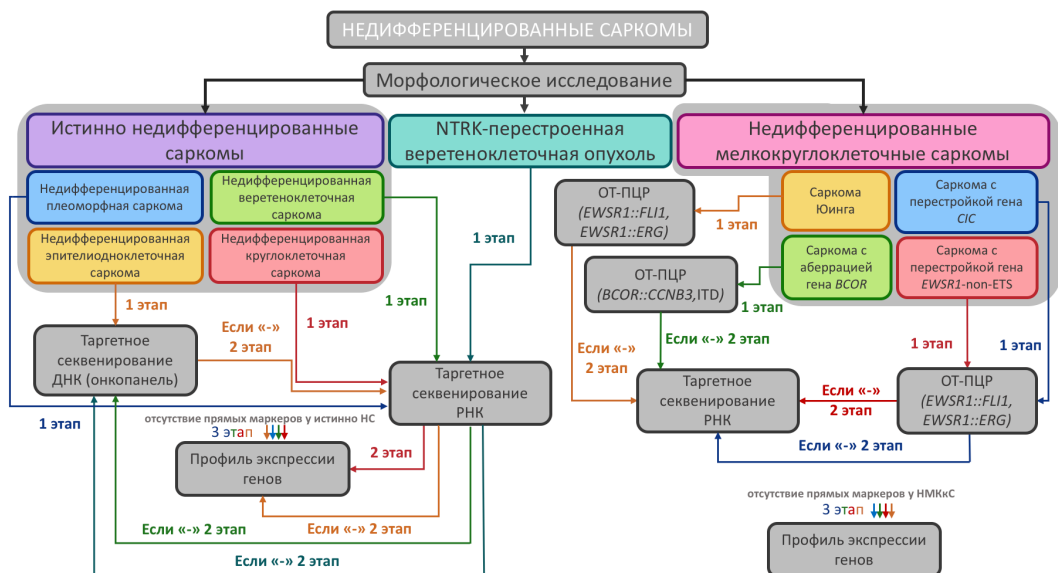 НЕДИФФЕРЕНЦИРОВАННЫЕ САРКОМЫ
Морфологическое исследование
Истинно недифференцированные
саркомы
NTRK-перестроенная
веретеноклеточная опухоль
Недифференцированные
мелкокруглоклеточные саркомы
Недифференцированная
плеоморфная саркома
Недифференцированная
веретеноклеточная
саркома
Недифференцированная
эпителиодноклеточная
саркома
Недифференцированная
круглоклеточная
саркома
ОТ-ПЦР
(EWSR1::FLI1,
EWSR1::ERG)
1 этап
Саркома
Юинга
Саркома с
перестройкой гена
CIC
Саркома с
аберрацией
гена BCOR
Саркома с
перестройкой гена
EWSR1-non-ETS
1 этап
ОТ-ПЦР
(BCOR::CCNB3,ITD)
1 этап
1 этап
1 этап
1 этап
Если «-»
2 этап
Таргетное
секвенирование
ДНК (онкопанель)
Таргетное
секвенирование
РНК
Если «-»
2 этап
Если «-» 2 этап
1 этап
1 этап
Таргетное
секвенирование
РНК
Если «-»
2 этап
ОТ-ПЦР
(EWSR1::FLI1,
EWSR1::ERG)
Если «-» 2 этап
1 этап
отсутствие прямых маркеров у истинно НС
3 этап
Профиль экспрессии
генов
2 этап
Если «-» 2 этап
Если «-» 2 этап
Если «-» 2 этап
отсутствие прямых маркеров у НМКкС
3 этап
Профиль экспрессии
генов